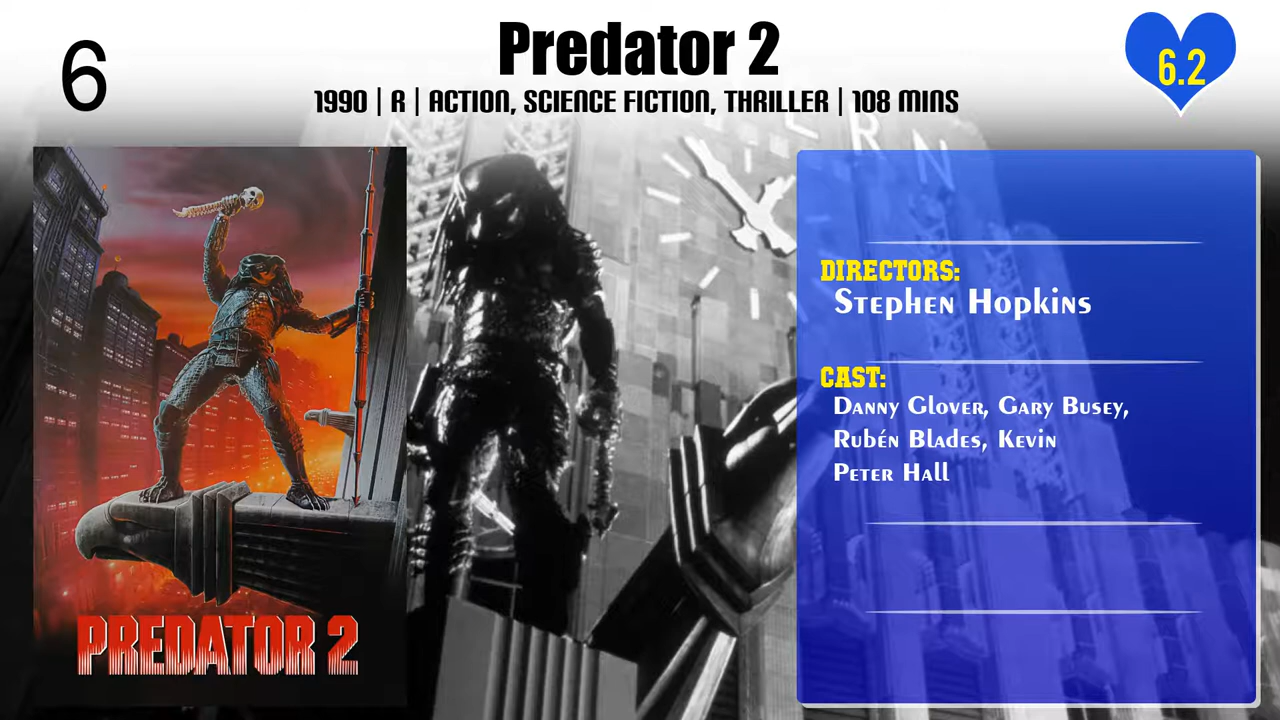 6
Predator 2
1990 | R | ACTION, SCIENCE FICTION, THRILLER | 108 MINS
6.2
ERN
PREDATOR 2
DIRECTORS:
Stephen Hopkins
CAST:
Danny Glover, Gary Busey,
Rubén Blades, Kevin
Peter Hall